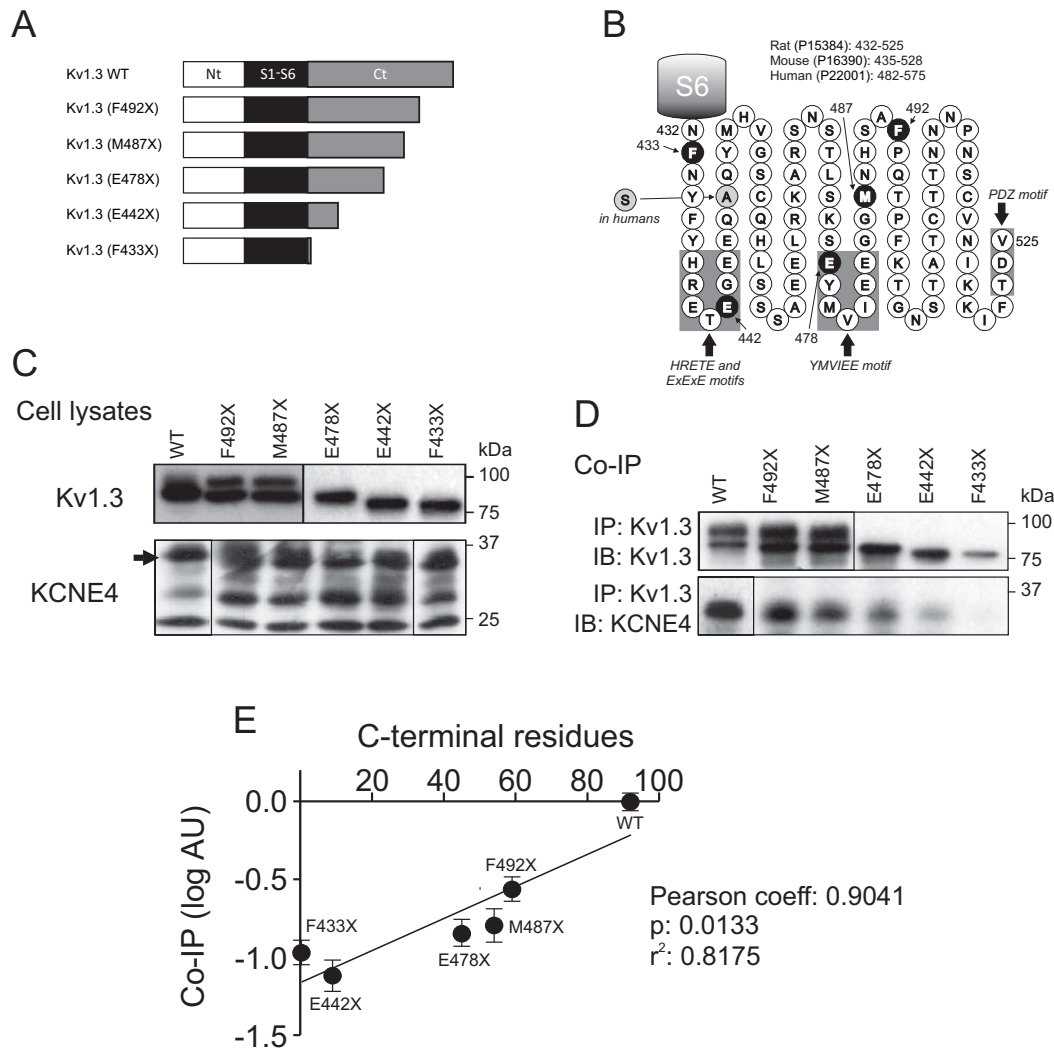 A
Kv1.3 WT
Nt S1-S6 Ct
Kv1.3 (F492X)
Kv1.3 (M487X)
Kv1.3 (E478X)
Kv1.3 (E442X)
Kv1.3 (F433X)
B
Rat (P15384): 432-525
Mouse (P16390): 435-528
Human (P22001): 482-575
S6
487 492
H N A N
432 N M V S S S F N P
433 F Y G R T H P N N
N Q S A L N Q T S
S
in humans
Y A C K S M T T C
PDZ motif
F Q Q R K G P C V
Y E H L S G F T N V 525
H E L E E E K A I D
R G S E Y E T T K T
E E S A M I G S K F
T S V N I
442 478
HRETE and
ExExE motifs
YMVIEE motif
C
Cell lysates
WT F492X M487X E478X E442X F433X
kDa
Kv1.3
100
75
KCNE4
37
25
D
Co-IP
WT F492X M487X E478X E442X F433X
kDa
IP: Kv1.3
IB: Kv1.3
100
75
IP: Kv1.3
IB: KCNE4
37
E
C-terminal residues
20 40 60 80 100
0.0
-0.5
-1.0
-1.5
Co-IP (log AU)
WT
F492X
M487X
E478X
F433X
E442X
Pearson coeff: 0.9041
p: 0.0133
r²: 0.8175